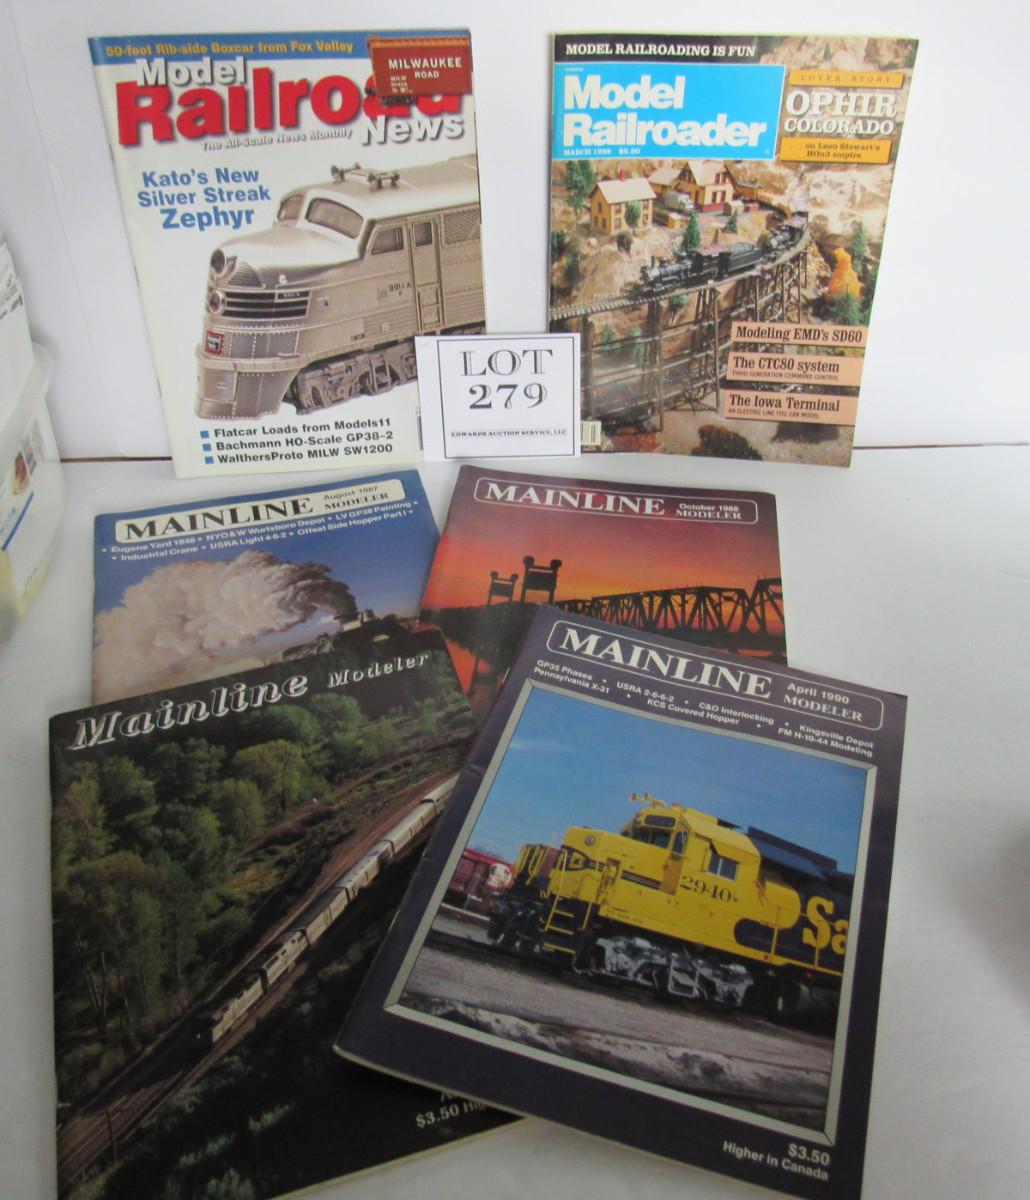 50-foot Rib-side Boxcar from Fox Valley
MILWAUKEE
ROAD
Model
Railroad
The All-Scale News Monthly
News
Kato's New
Silver Streak
Zephyr
9911A
Flatcar Loads from Models11
Bachmann HO-Scale GP38-2
WalthersProto MILW SW1200
MODEL RAILROADING IS FUN
Model
Railroader
MARCH 1988 $2.50
COVER STORY
OPHIR
COLORADO
. . . on Leon Stewart's
HOn3 empire
Modeling EMD's SD60
The CTC80 system
THIRD GENERATION COMMAND CONTROL
The Iowa Terminal
AN ELECTRIC LINE YOU CAN MODEL
LOT
279
EDWARDS AUCTION SERVICE, LLC
MAINLINE
August 1987
MODELER
• Eugene Yard 1946 • NYO&W Wurtsboro Depot • LV GP38 Painting •
• Industrial Crane • USRA Light 4-6-2 • Offset Side Hopper Part I •
MAINLINE
October 1988
MODELER
Mainline Modeler
$3.50
MAINLINE
April 1990
MODELER
GP35 Phases • USRA 2-6-6-2 • C&O Interlocking • Kingsville Depot
Pennsylvania X-31 • KCS Covered Hopper • FM H-10-44 Modeling
2940
Sa
$3.50
Higher in Canada